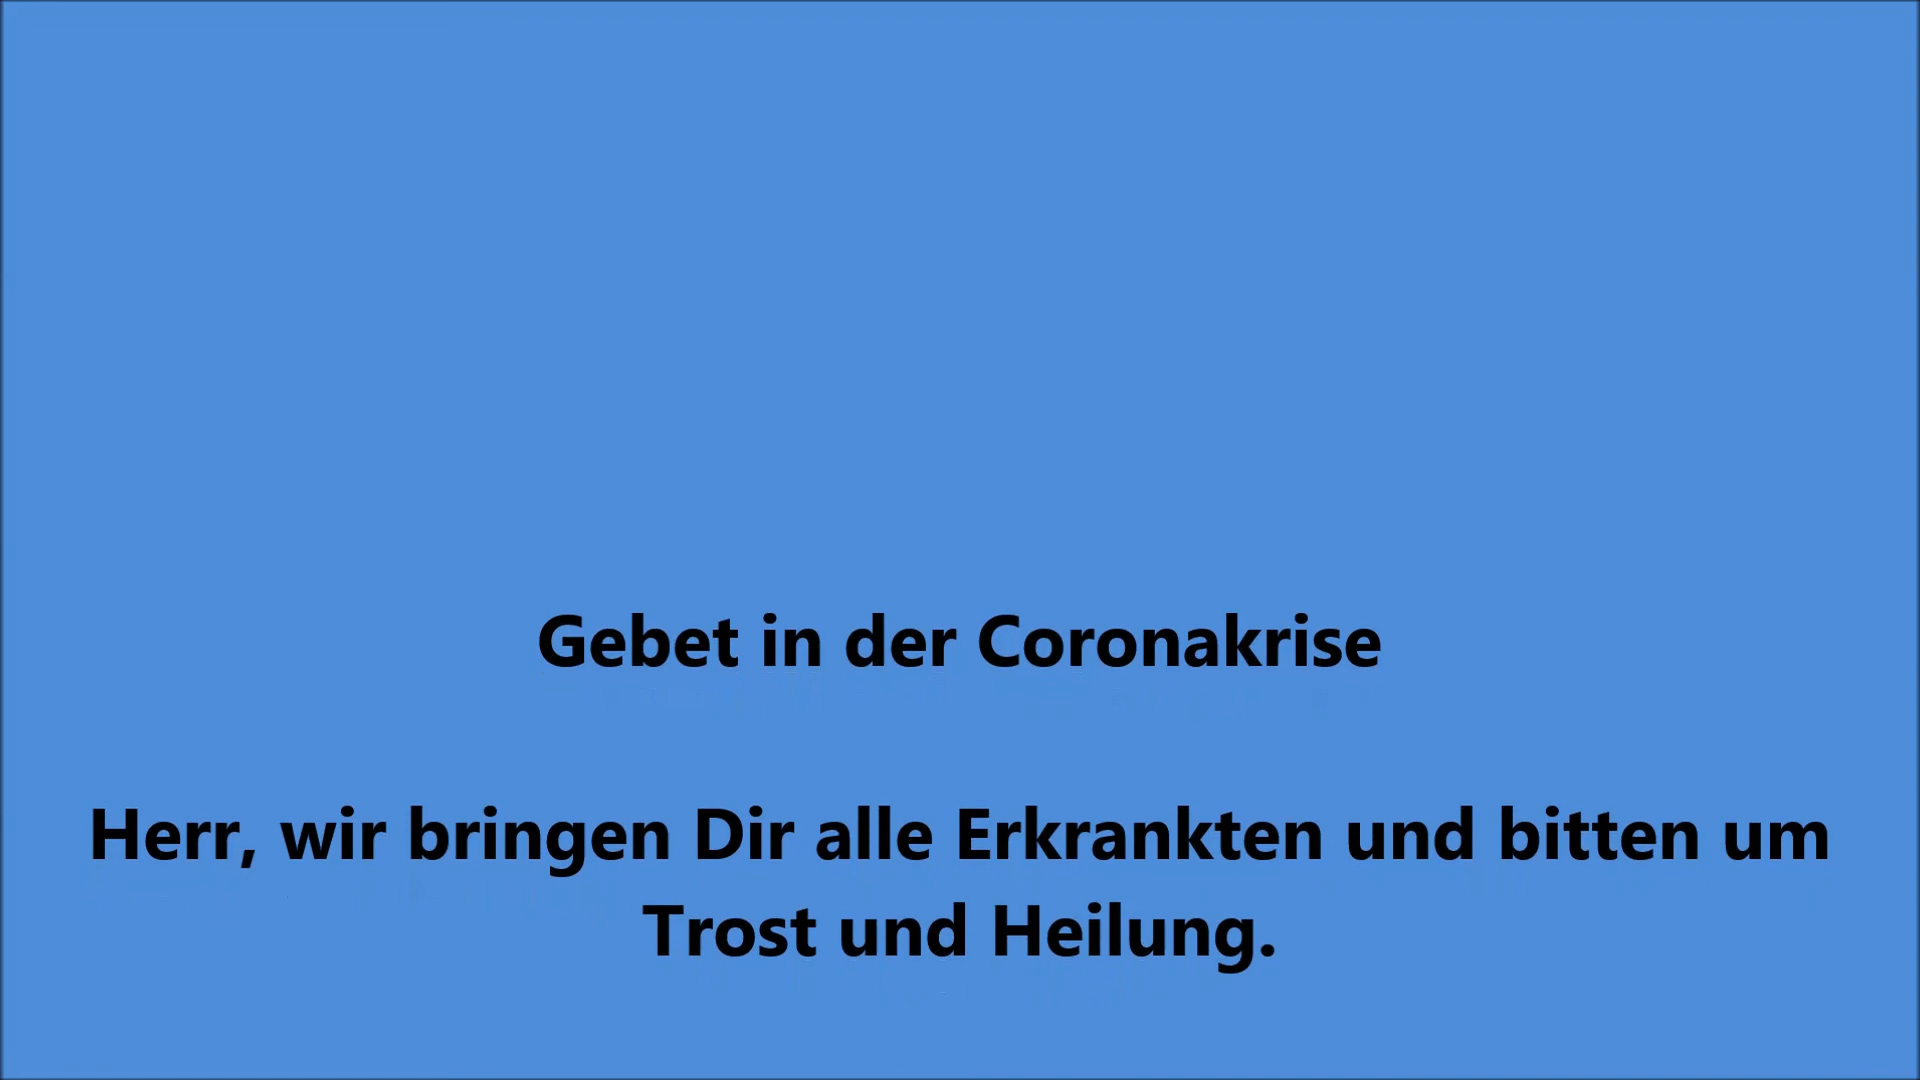 Gebet in der Coronakrise
Herr, wir bringen Dir alle Erkrankten und bitten um
Trost und Heilung.